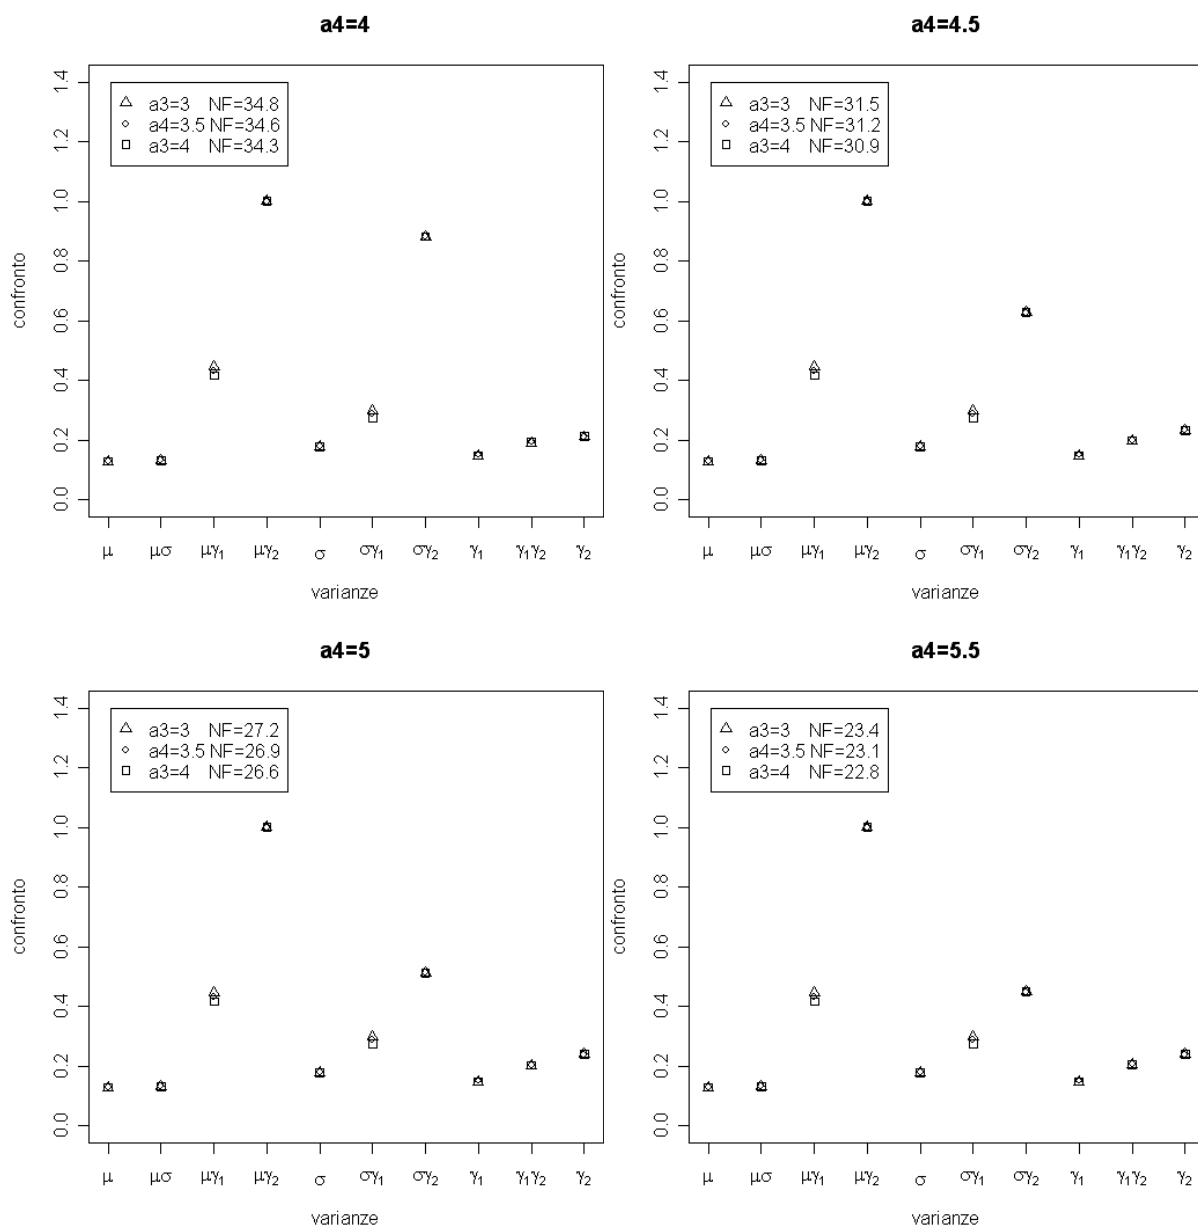 a4=4
a3=3 NF=34.8
a4=3.5 NF=34.6
a3=4 NF=34.3
1.4
1.2
1.0
0.8
0.6
0.4
0.2
0.0
confronto
μ μσ μγ₁ μγ₂ σ σγ₁ σγ₂ γ₁ γ₁γ₂ γ₂
varianze
a4=4.5
a3=3 NF=31.5
a4=3.5 NF=31.2
a3=4 NF=30.9
1.4
1.2
1.0
0.8
0.6
0.4
0.2
0.0
confronto
μ μσ μγ₁ μγ₂ σ σγ₁ σγ₂ γ₁ γ₁γ₂ γ₂
varianze
a4=5
a3=3 NF=27.2
a4=3.5 NF=26.9
a3=4 NF=26.6
1.4
1.2
1.0
0.8
0.6
0.4
0.2
0.0
confronto
μ μσ μγ₁ μγ₂ σ σγ₁ σγ₂ γ₁ γ₁γ₂ γ₂
varianze
a4=5.5
a3=3 NF=23.4
a4=3.5 NF=23.1
a3=4 NF=22.8
1.4
1.2
1.0
0.8
0.6
0.4
0.2
0.0
confronto
μ μσ μγ₁ μγ₂ σ σγ₁ σγ₂ γ₁ γ₁γ₂ γ₂
varianze